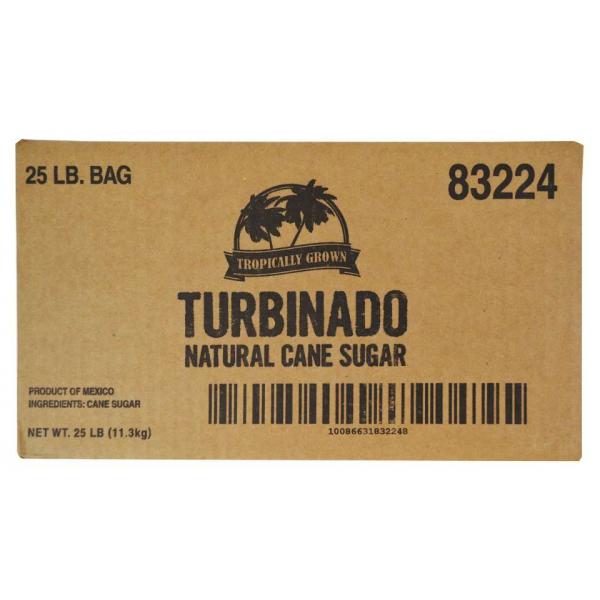 25 LB. BAG
83224
TROPICALLY GROWN
TURBINADO
NATURAL CANE SUGAR
PRODUCT OF MEXICO
INGREDIENTS: CANE SUGAR
NET WT. 25 LB (11.3kg)
10086631832248